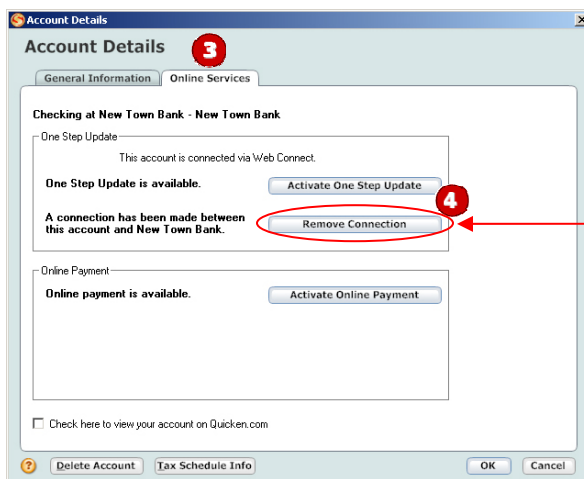 Account Details
Account Details
3
General Information
Online Services
Checking at New Town Bank - New Town Bank
One Step Update
This account is connected via Web Connect.
One Step Update is available.
Activate One Step Update
4
A connection has been made between
this account and New Town Bank.
Remove Connection
Online Payment
Online payment is available.
Activate Online Payment
Check here to view your account on Quicken.com
?
Delete Account
Tax Schedule Info
OK
Cancel